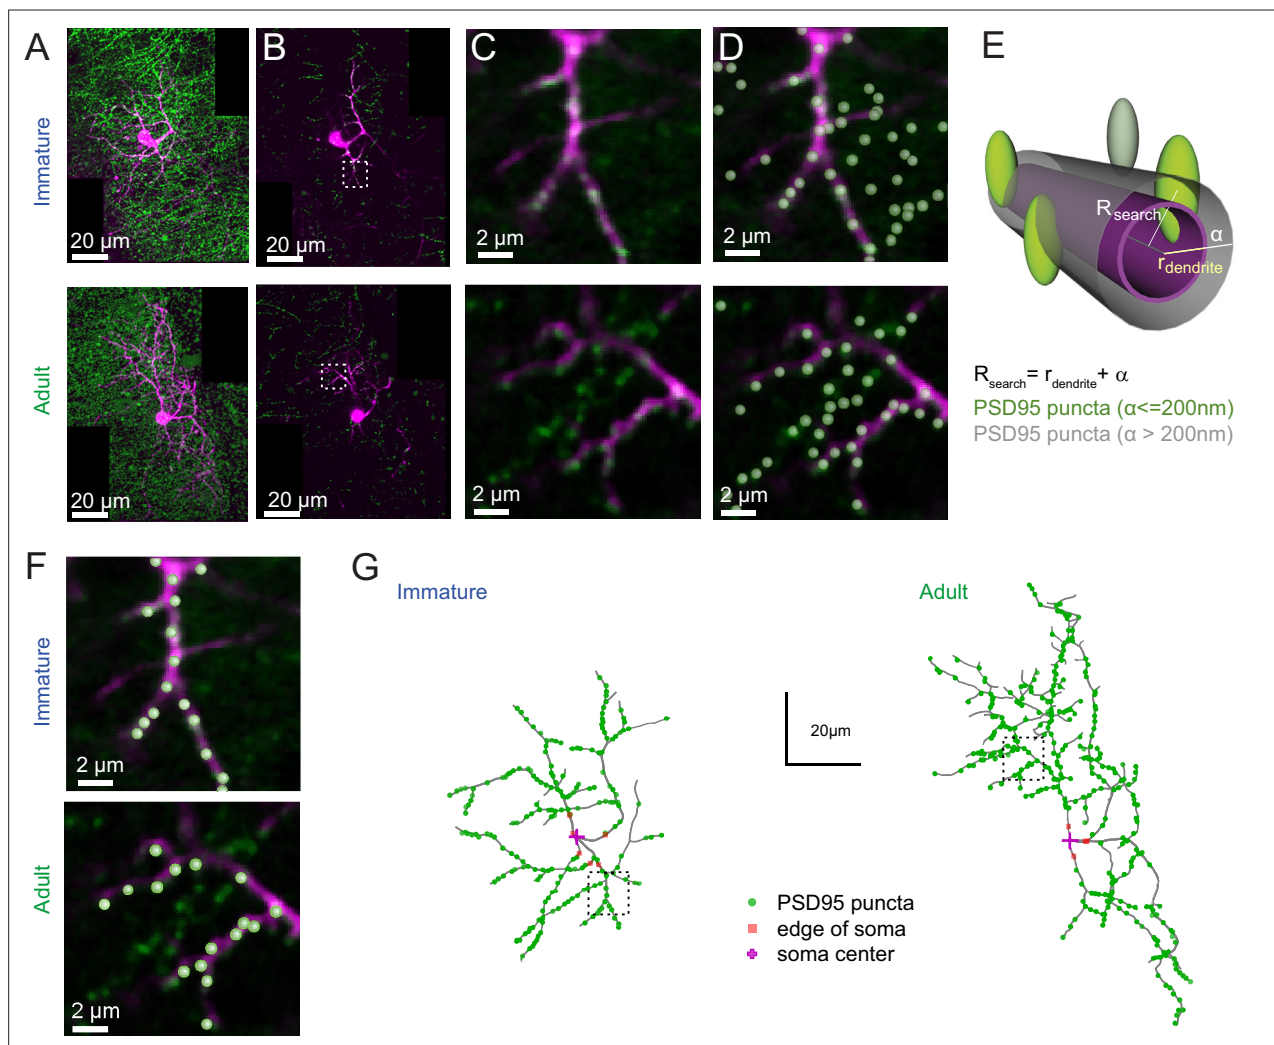 A
B
C
D
E
Immature
20 µm
20 µm
2 µm
2 µm
R search
α
r dendrite
Adult
20 µm
20 µm
2 µm
2 µm
R search = r dendrite + α
PSD95 puncta (α<=200nm)
PSD95 puncta (α > 200nm)
F
G
Immature
2 µm
Adult
2 µm
Immature
Adult
20µm
PSD95 puncta
edge of soma
soma center